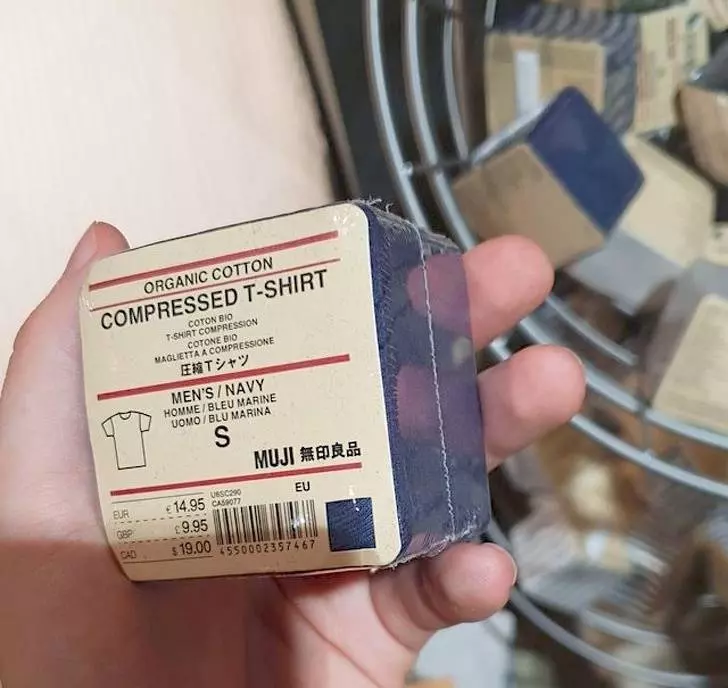 ORGANIC COTTON
COMPRESSED T-SHIRT
COTON BIO
T-SHIRT COMPRESSION
COTONE BIO
MAGLIETTA A COMPRESSIONE
圧縮Tシャツ
MEN'S / NAVY
HOMME / BLEU MARINE
UOMO / BLU MARINA
S
MUJI 無印良品
EU
EUR € 14.95
GBP £ 9.95
CAD $ 19.00
U6SC290
CA59077
4550002357467